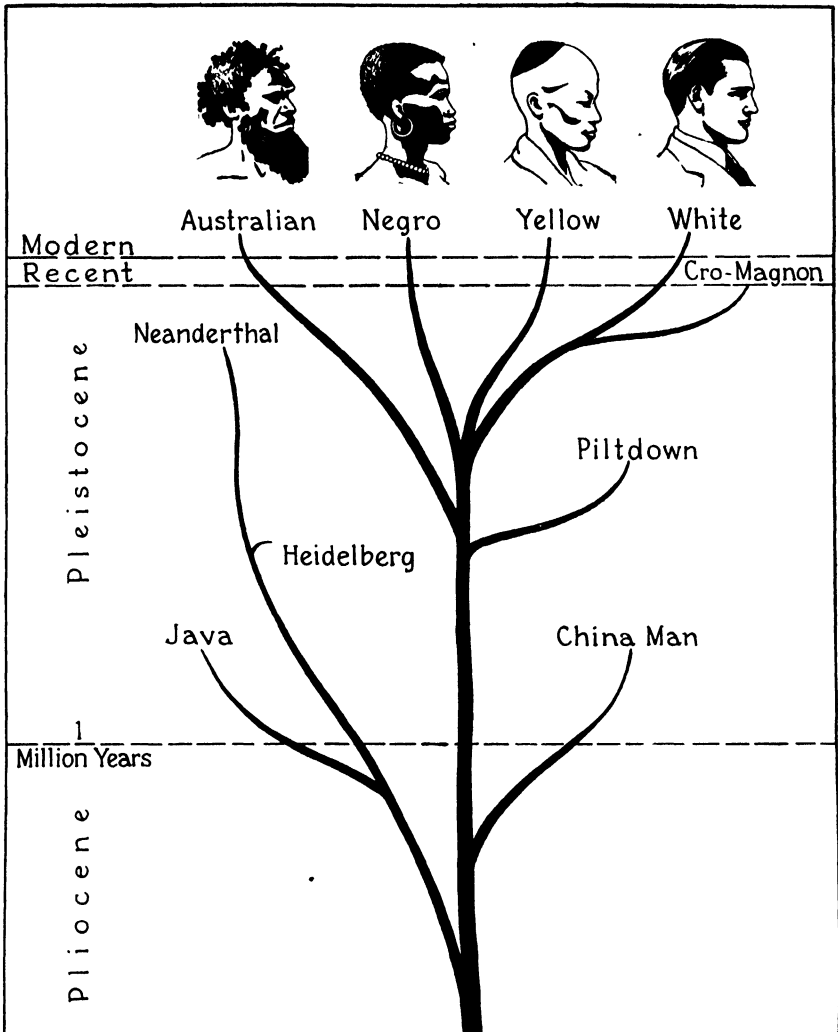 Australian Negro Yellow White
Modern
Recent
Cro-Magnon
Neanderthal
Pleistocene
Piltdown
Heidelberg
Java
China Man
1
Million Years
Pliocene